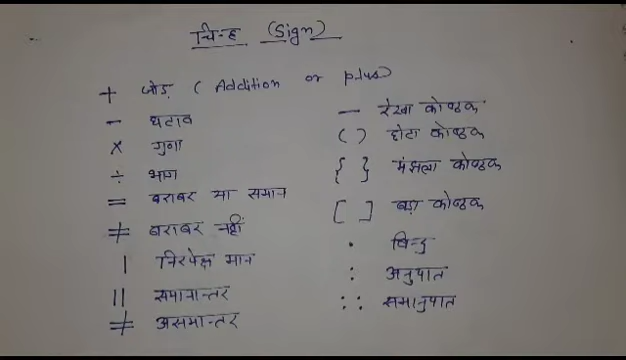 चिन्ह (Sign)
+ जोड़ (Addition or plus)
− घटाव
× गुणा
÷ भाग
= बराबर या समान
≠ बराबर नहीं
| निरपेक्ष मान
|| समानान्तर
≠ असमान्तर
— रेखा कोष्ठक
( ) छोटा कोष्ठक
{ } मंझला कोष्ठक
[ ] बड़ा कोष्ठक
. बिन्दु
: अनुपात
:: समानुपात